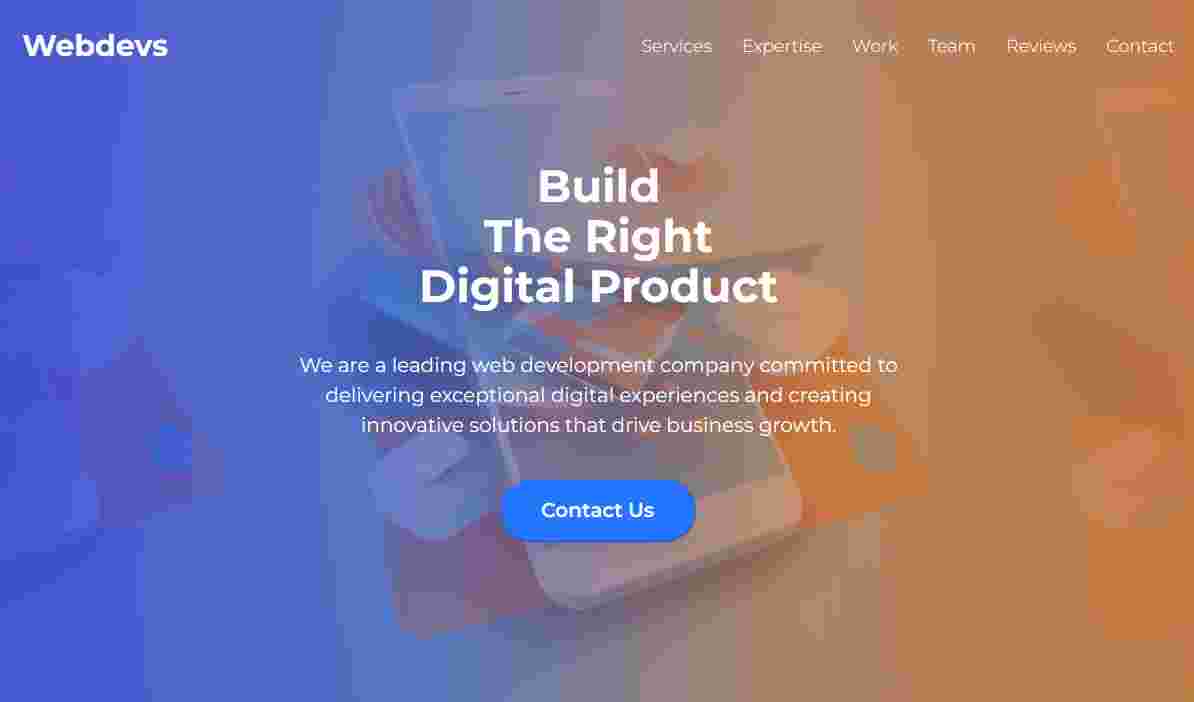 Webdevs
Services Expertise Work Team Reviews Contact
Build
The Right
Digital Product
We are a leading web development company committed to
delivering exceptional digital experiences and creating
innovative solutions that drive business growth.
Contact Us